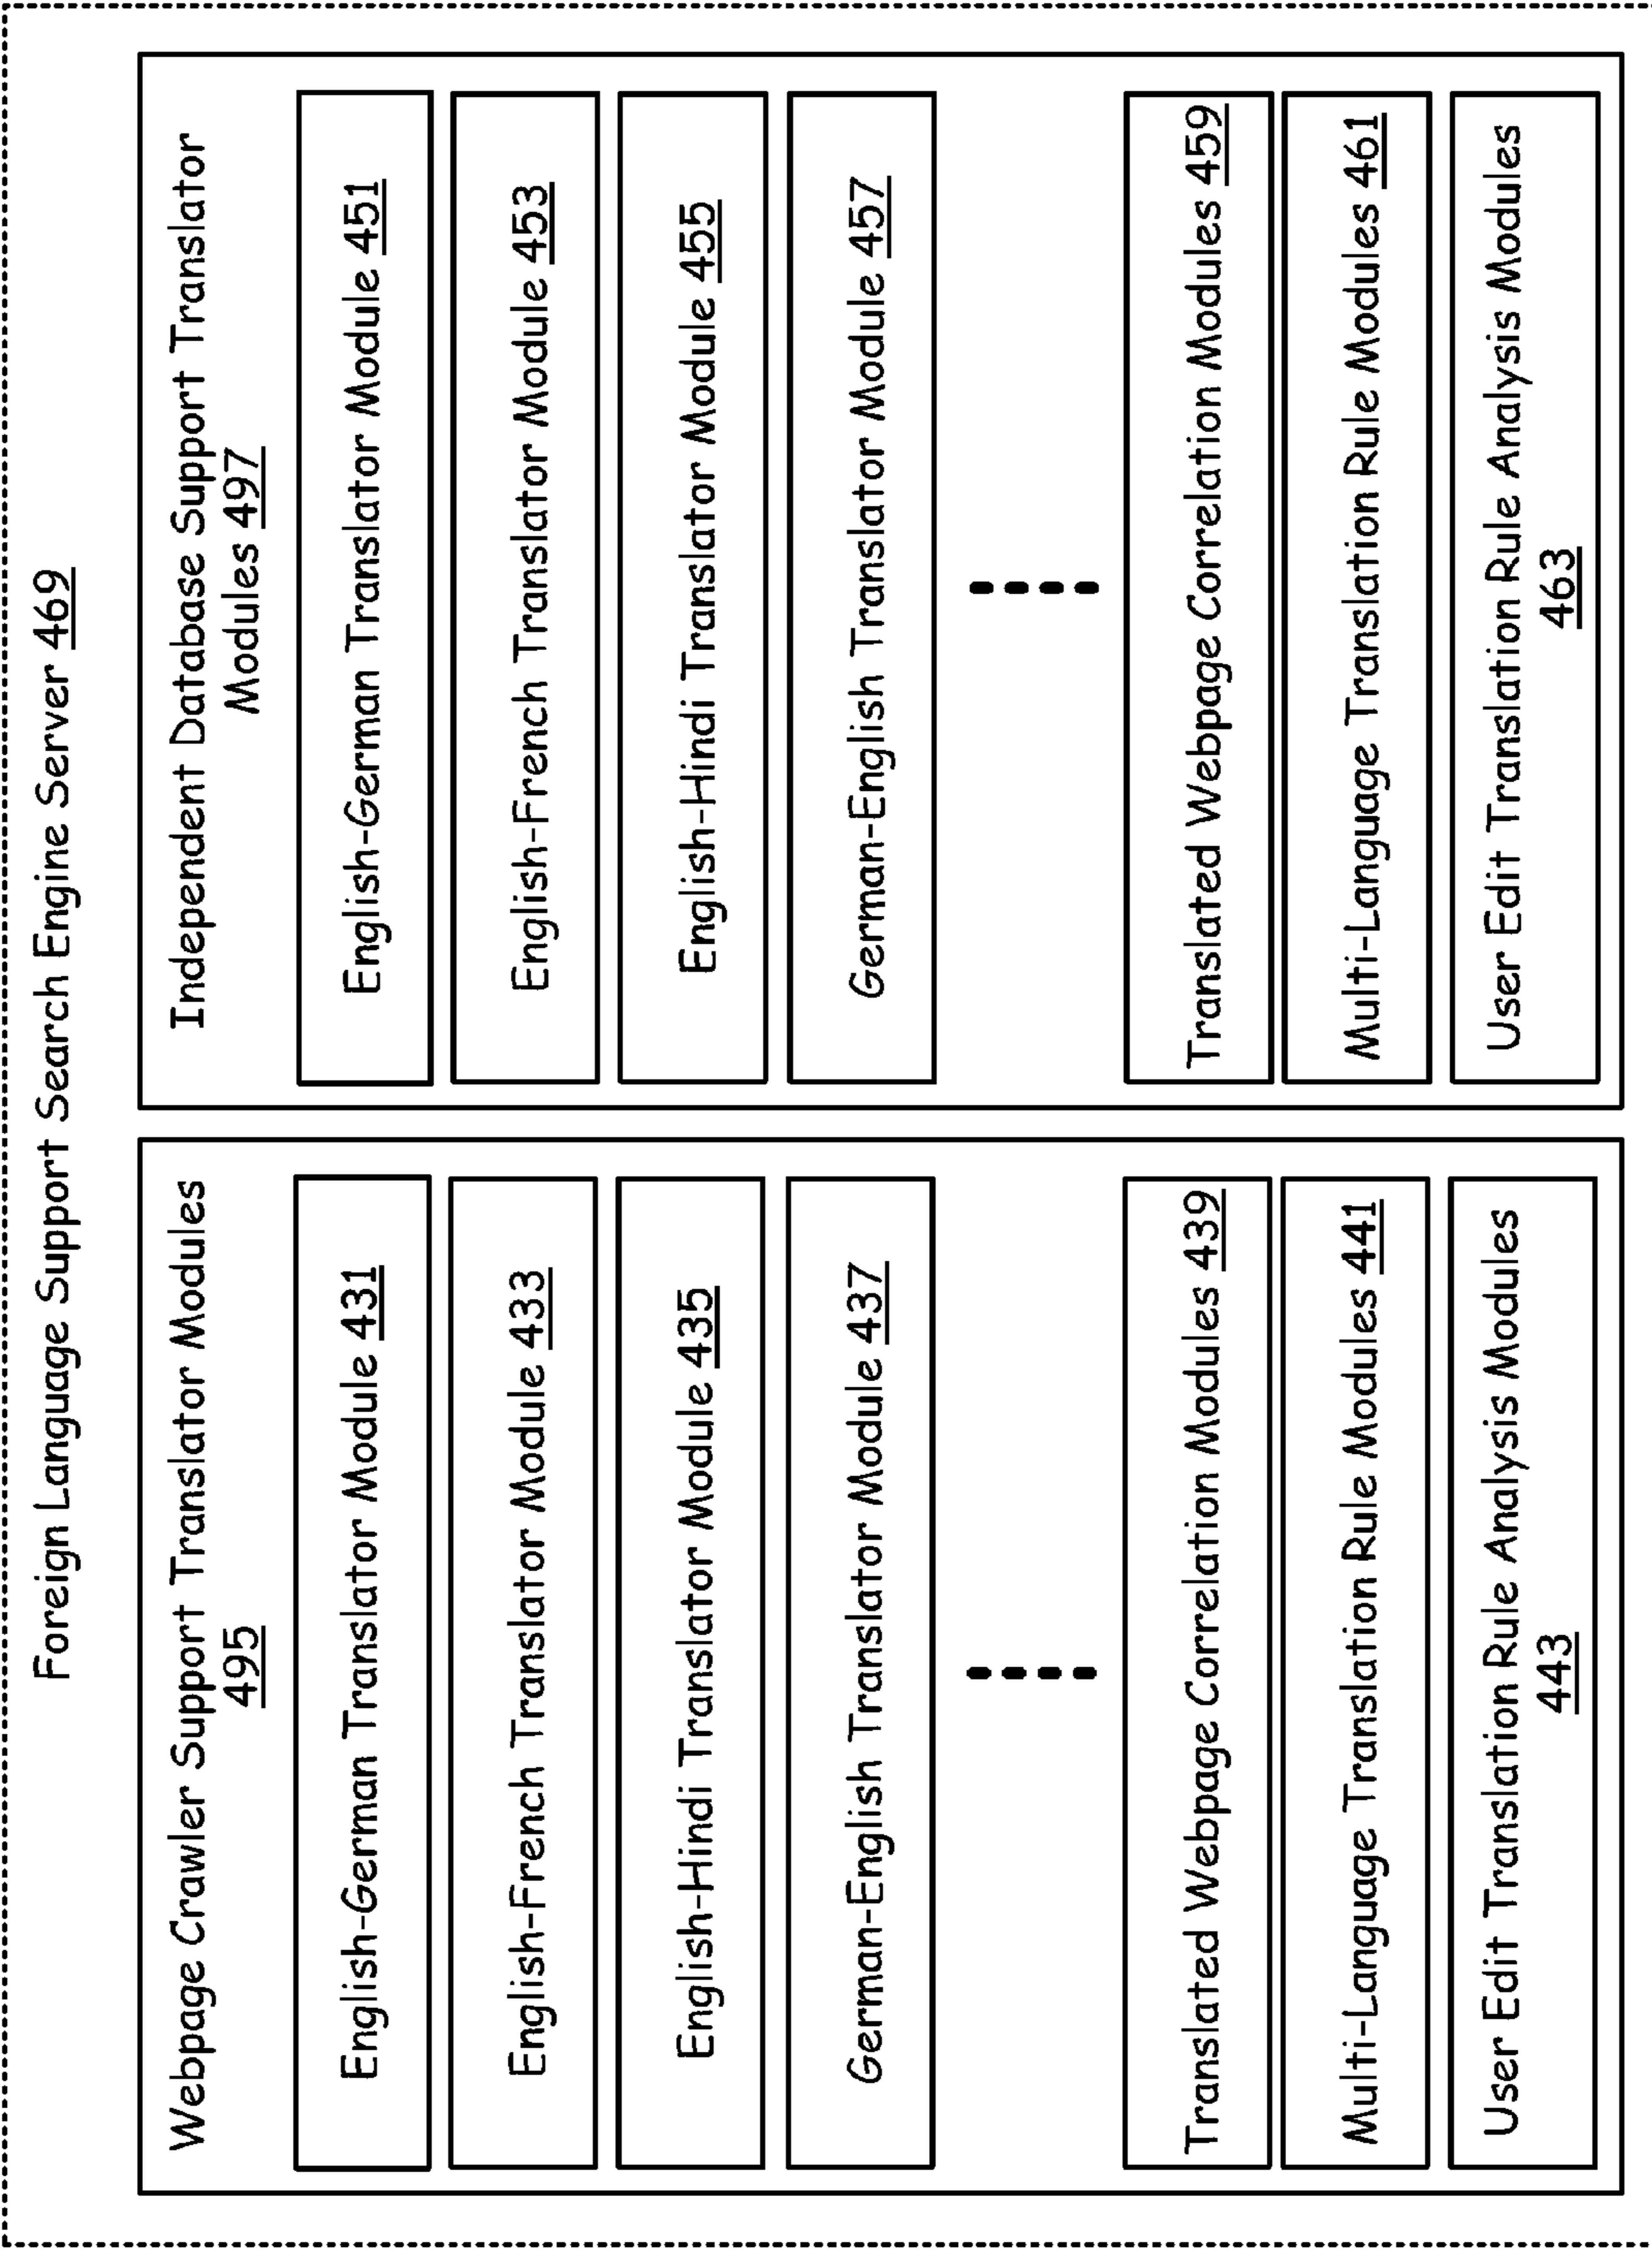 Foreign Language Support Search Engine Server 469
Webpage Crawler Support Translator Modules
495
English-German Translator Module 431
English-French Translator Module 433
English-Hindi Translator Module 435
German-English Translator Module 437
Translated Webpage Correlation Modules 439
Multi-Language Translation Rule Modules 441
User Edit Translation Rule Analysis Modules
443
Independent Database Support Translator
Modules 497
English-German Translator Module 451
English-French Translator Module 453
English-Hindi Translator Module 455
German-English Translator Module 457
Translated Webpage Correlation Modules 459
Multi-Language Translation Rule Modules 461
User Edit Translation Rule Analysis Modules
463